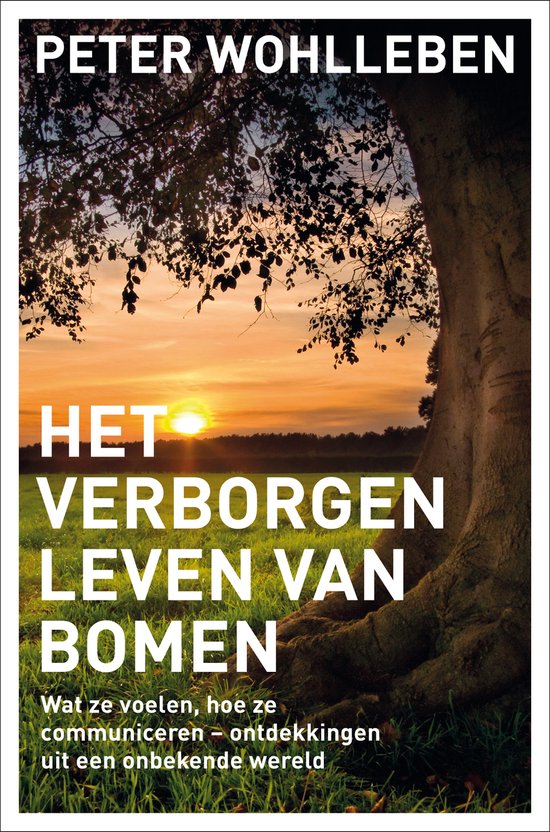 PETER WOHLLEBEN
HET
VERBORGEN
LEVEN VAN
BOMEN
Wat ze voelen, hoe ze
communiceren – ontdekkingen
uit een onbekende wereld